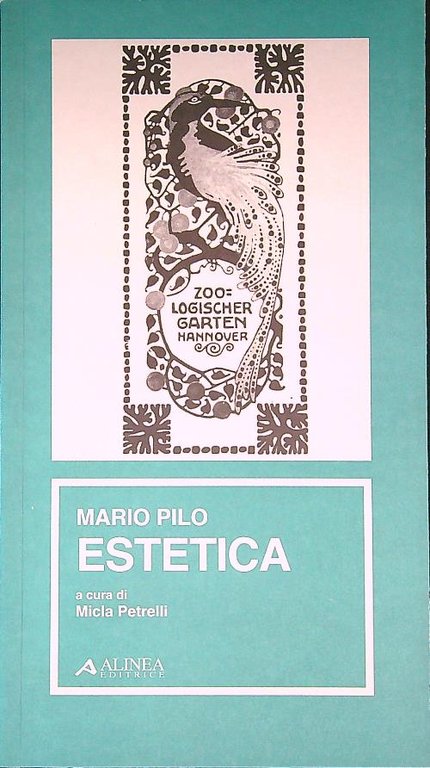 ZOO=
LOGISCHER
GARTEN
HANNOVER
MARIO PILO
ESTETICA
a cura di
Micla Petrelli
ALINEA
EDITRICE